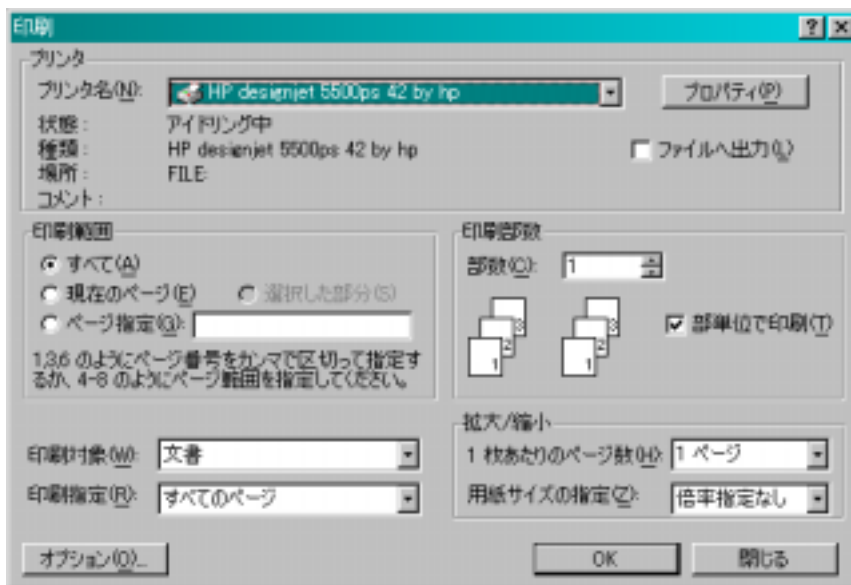 印刷
プリンタ
プリンタ名(N): HP designjet 5500ps 42 by hp プロパティ(P)
状態: アイドリング中
種類: HP designjet 5500ps 42 by hp ファイルへ出力(L)
場所: FILE:
コメント:
印刷範囲
すべて(A)
現在のページ(E) 選択した部分(S)
ページ指定(G):
1,3,6 のようにページ番号をカンマで区切って指定す
るか、4-8 のようにページ範囲を指定してください。
印刷部数
部数(C): 1
部単位で印刷(T)
3 3
2 2
1 1
印刷対象(W): 文書
印刷指定(R): すべてのページ
拡大/縮小
1 枚あたりのページ数(H): 1 ページ
用紙サイズの指定(Z): 倍率指定なし
オプション(O)... OK 閉じる